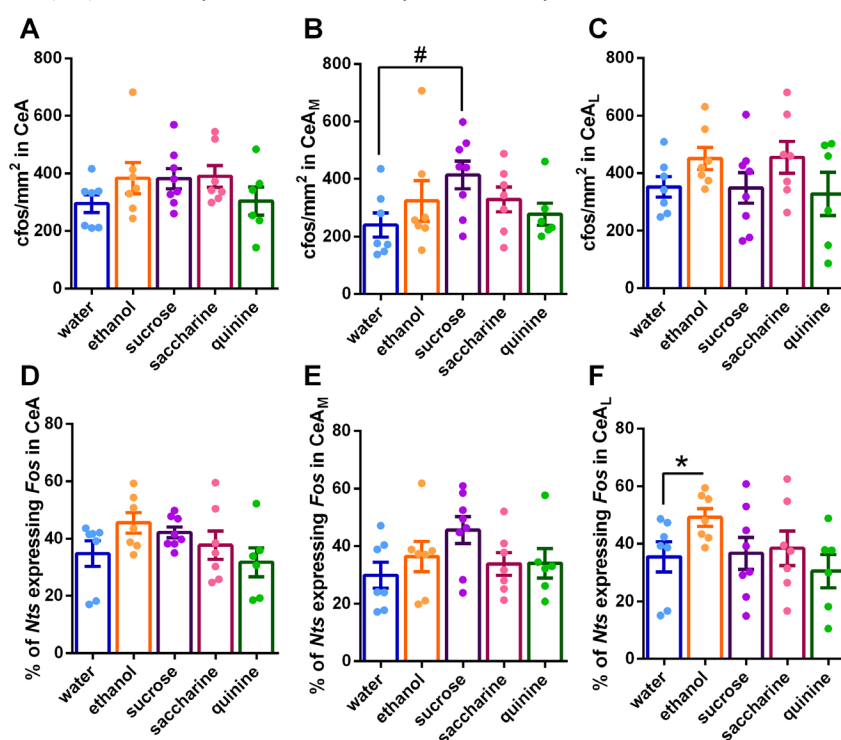 A
cfos/mm² in CeA
800
600
400
200
0
water
ethanol
sucrose
saccharine
quinine
B
#
cfos/mm² in CeA_M
800
600
400
200
0
water
ethanol
sucrose
saccharine
quinine
C
cfos/mm² in CeA_L
800
600
400
200
0
water
ethanol
sucrose
saccharine
quinine
D
% of Nts expressing Fos in CeA
80
60
40
20
0
water
ethanol
sucrose
saccharine
quinine
E
% of Nts expressing Fos in CeA_M
80
60
40
20
0
water
ethanol
sucrose
saccharine
quinine
F
*
% of Nts expressing Fos in CeA_L
80
60
40
20
0
water
ethanol
sucrose
saccharine
quinine